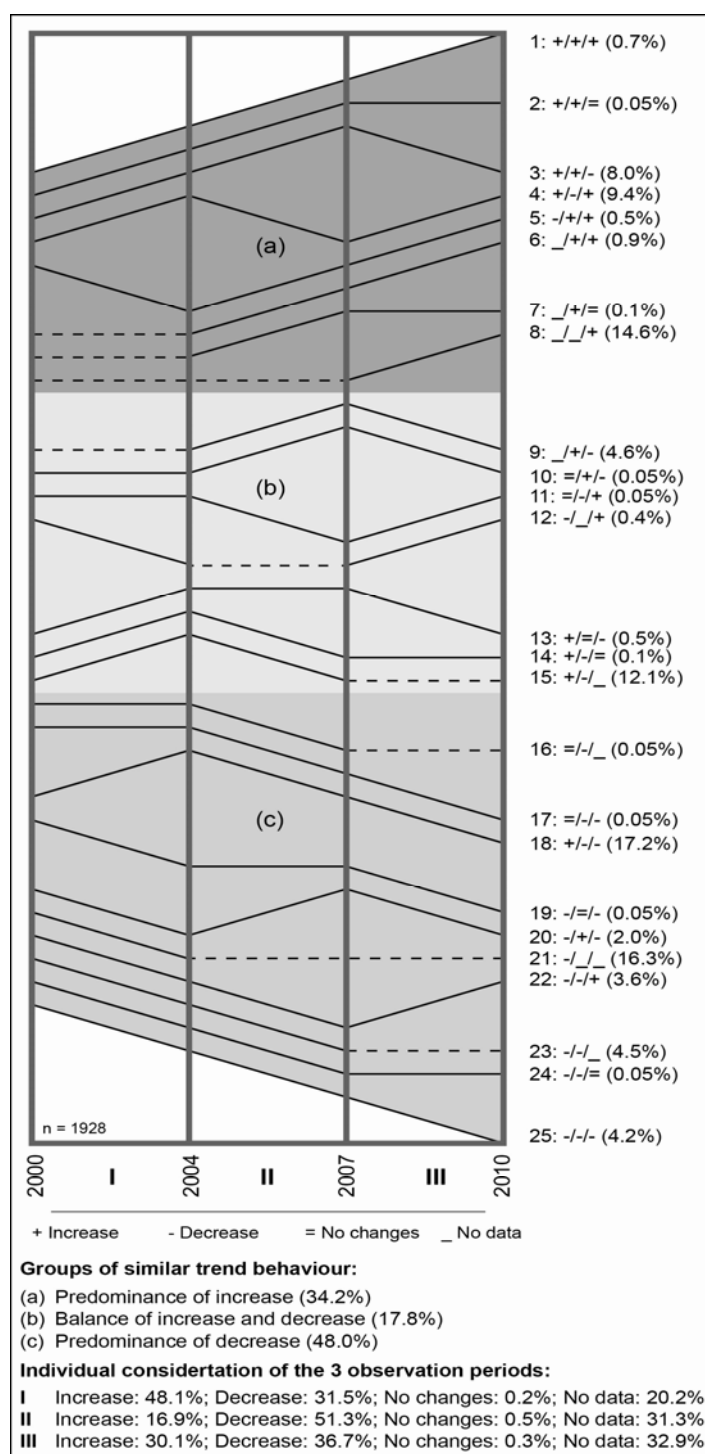 1: +/+/+ (0.7%)
2: +/+/= (0.05%)
3: +/+/- (8.0%)
4: +/-/+ (9.4%)
5: -/+/+ (0.5%)
6: _/+/+ (0.9%)
(a)
7: _/+/= (0.1%)
8: _/_/+ (14.6%)
9: _/+/- (4.6%)
10: =/+/- (0.05%)
(b)
11: =/-/+ (0.05%)
12: -/_/+ (0.4%)
13: +/=/- (0.5%)
14: +/-/= (0.1%)
15: +/-/_ (12.1%)
16: =/-/_ (0.05%)
17: =/-/- (0.05%)
(c)
18: +/-/- (17.2%)
19: -/=/- (0.05%)
20: -/+/- (2.0%)
21: -/_/_ (16.3%)
22: -/-/+ (3.6%)
23: -/-/_ (4.5%)
24: -/-/= (0.05%)
n = 1928
25: -/-/- (4.2%)
2000 I 2004 II 2007 III 2010
+ Increase - Decrease = No changes _ No data
Groups of similar trend behaviour:
(a) Predominance of increase (34.2%)
(b) Balance of increase and decrease (17.8%)
(c) Predominance of decrease (48.0%)
Individual considertation of the 3 observation periods:
I Increase: 48.1%; Decrease: 31.5%; No changes: 0.2%; No data: 20.2%
II Increase: 16.9%; Decrease: 51.3%; No changes: 0.5%; No data: 31.3%
III Increase: 30.1%; Decrease: 36.7%; No changes: 0.3%; No data: 32.9%